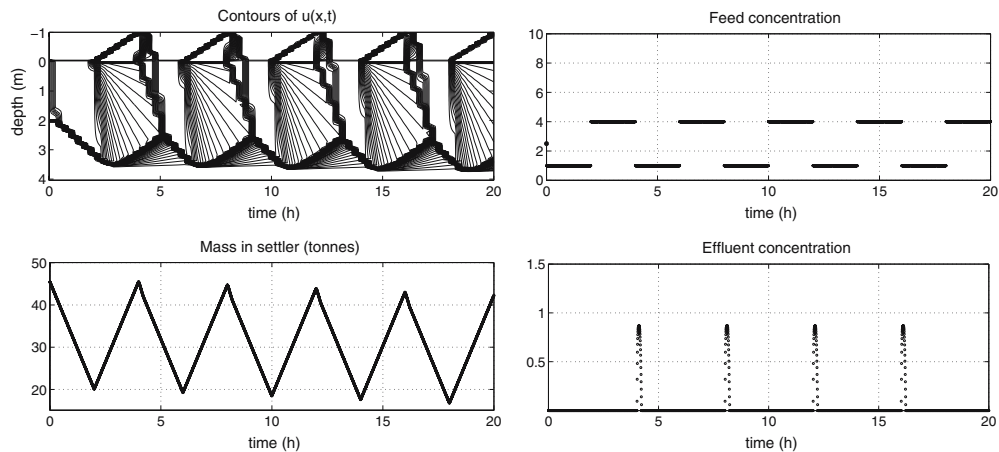 Contours of u(x,t)
depth (m)
−1
0
1
2
3
4
0 5 10 15 20
time (h)
Feed concentration
10
8
6
4
2
0
0 5 10 15 20
time (h)
Mass in settler (tonnes)
50
40
30
20
0 5 10 15 20
time (h)
Effluent concentration
1.5
1
0.5
0 5 10 15 20
time (h)